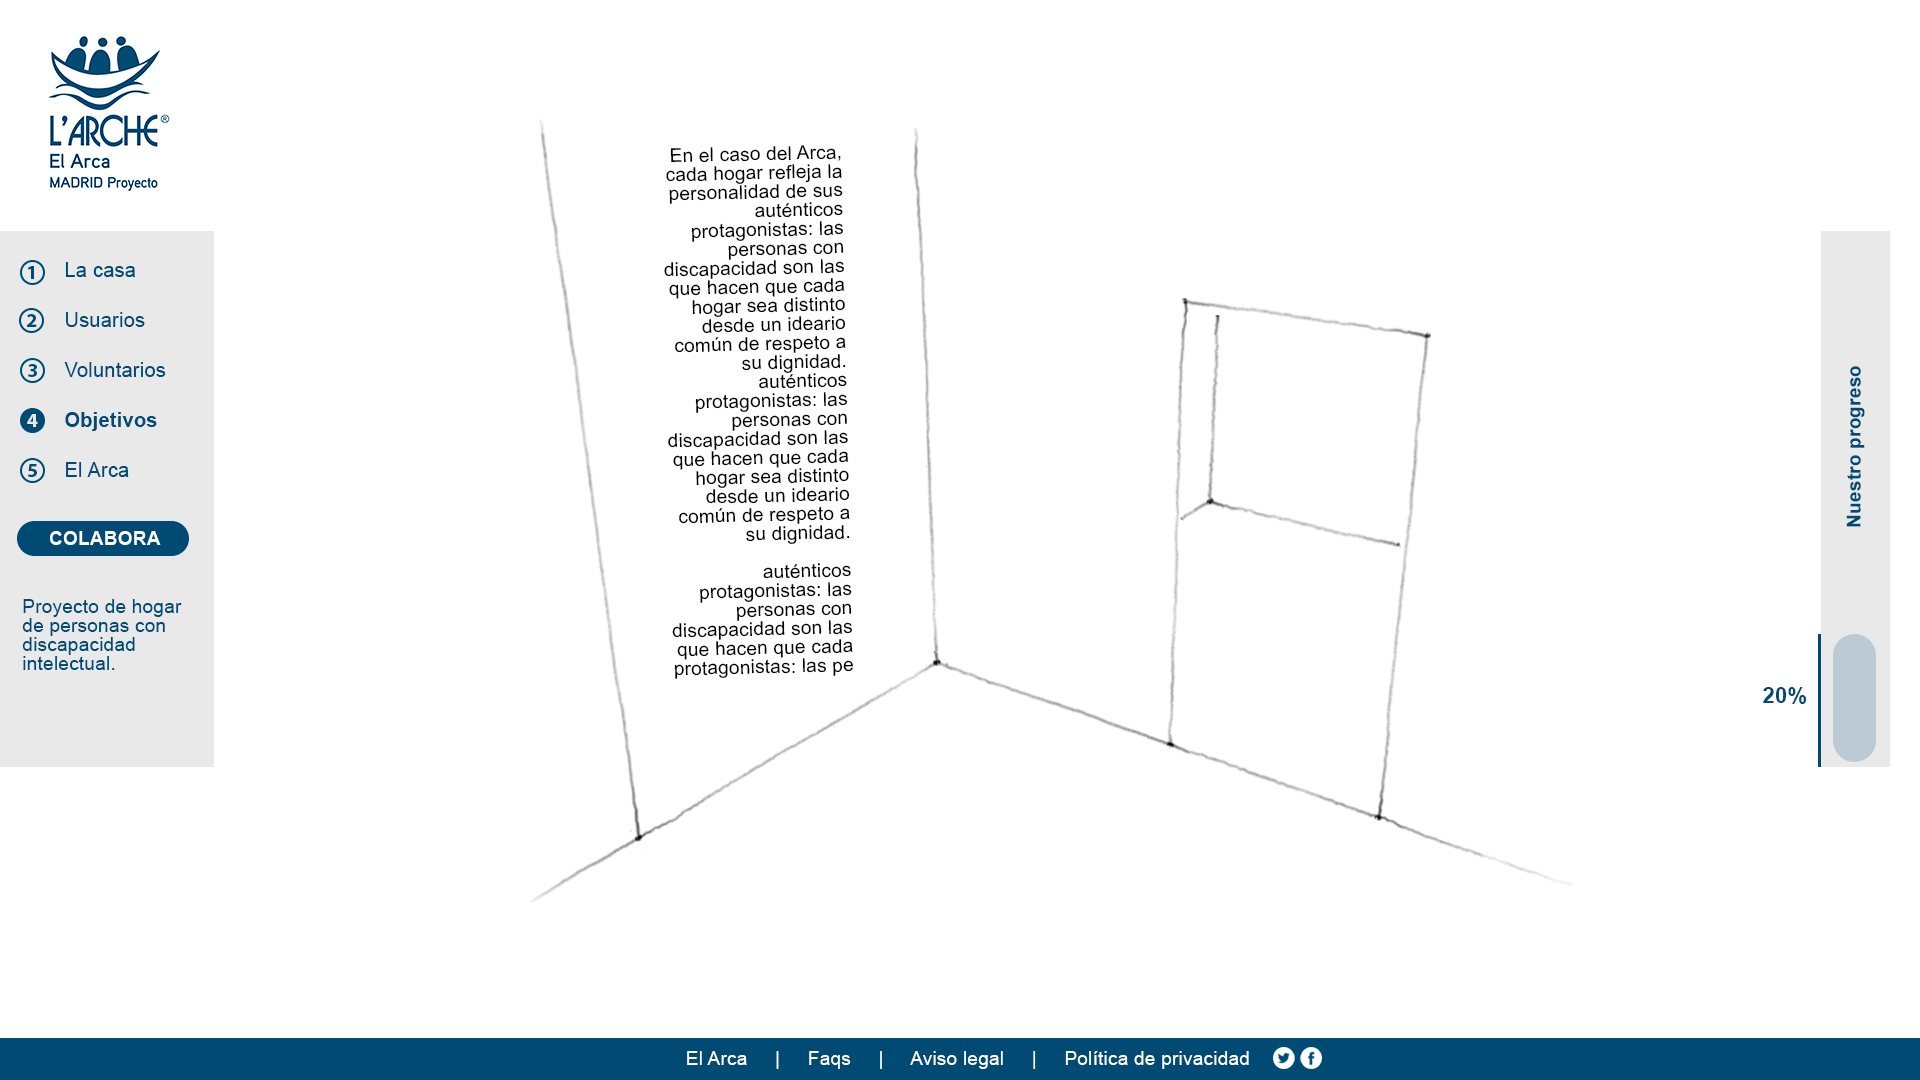 L'ARCHE®
El Arca
MADRID Proyecto
1 La casa
2 Usuarios
3 Voluntarios
4 Objetivos
5 El Arca
COLABORA
Proyecto de hogar
de personas con
discapacidad
intelectual.
En el caso del Arca,
cada hogar refleja la
personalidad de sus
auténticos
protagonistas: las
personas con
discapacidad son las
que hacen que cada
hogar sea distinto
desde un ideario
común de respeto a
su dignidad.
auténticos
protagonistas: las
personas con
discapacidad son las
que hacen que cada
hogar sea distinto
desde un ideario
común de respeto a
su dignidad.
auténticos
protagonistas: las
personas con
discapacidad son las
que hacen que cada
protagonistas: las pe
Nuestro progreso
20%
El Arca | Faqs | Aviso legal | Política de privacidad